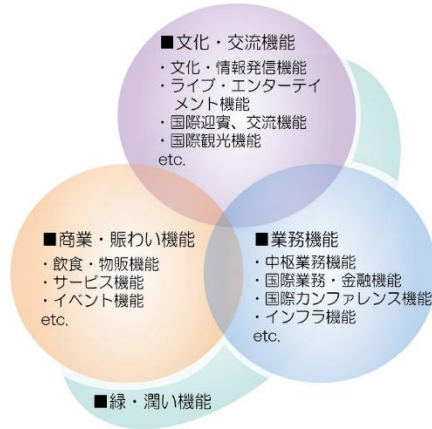 ■文化・交流機能
・文化・情報発信機能
・ライブ・エンターテイ
メント機能
・国際迎賓、交流機能
・国際観光機能
etc.
■商業・賑わい機能
・飲食・物販機能
・サービス機能
・イベント機能
etc.
■業務機能
・中枢業務機能
・国際業務・金融機能
・国際カンファレンス機能
・インフラ機能
etc.
■緑・潤い機能